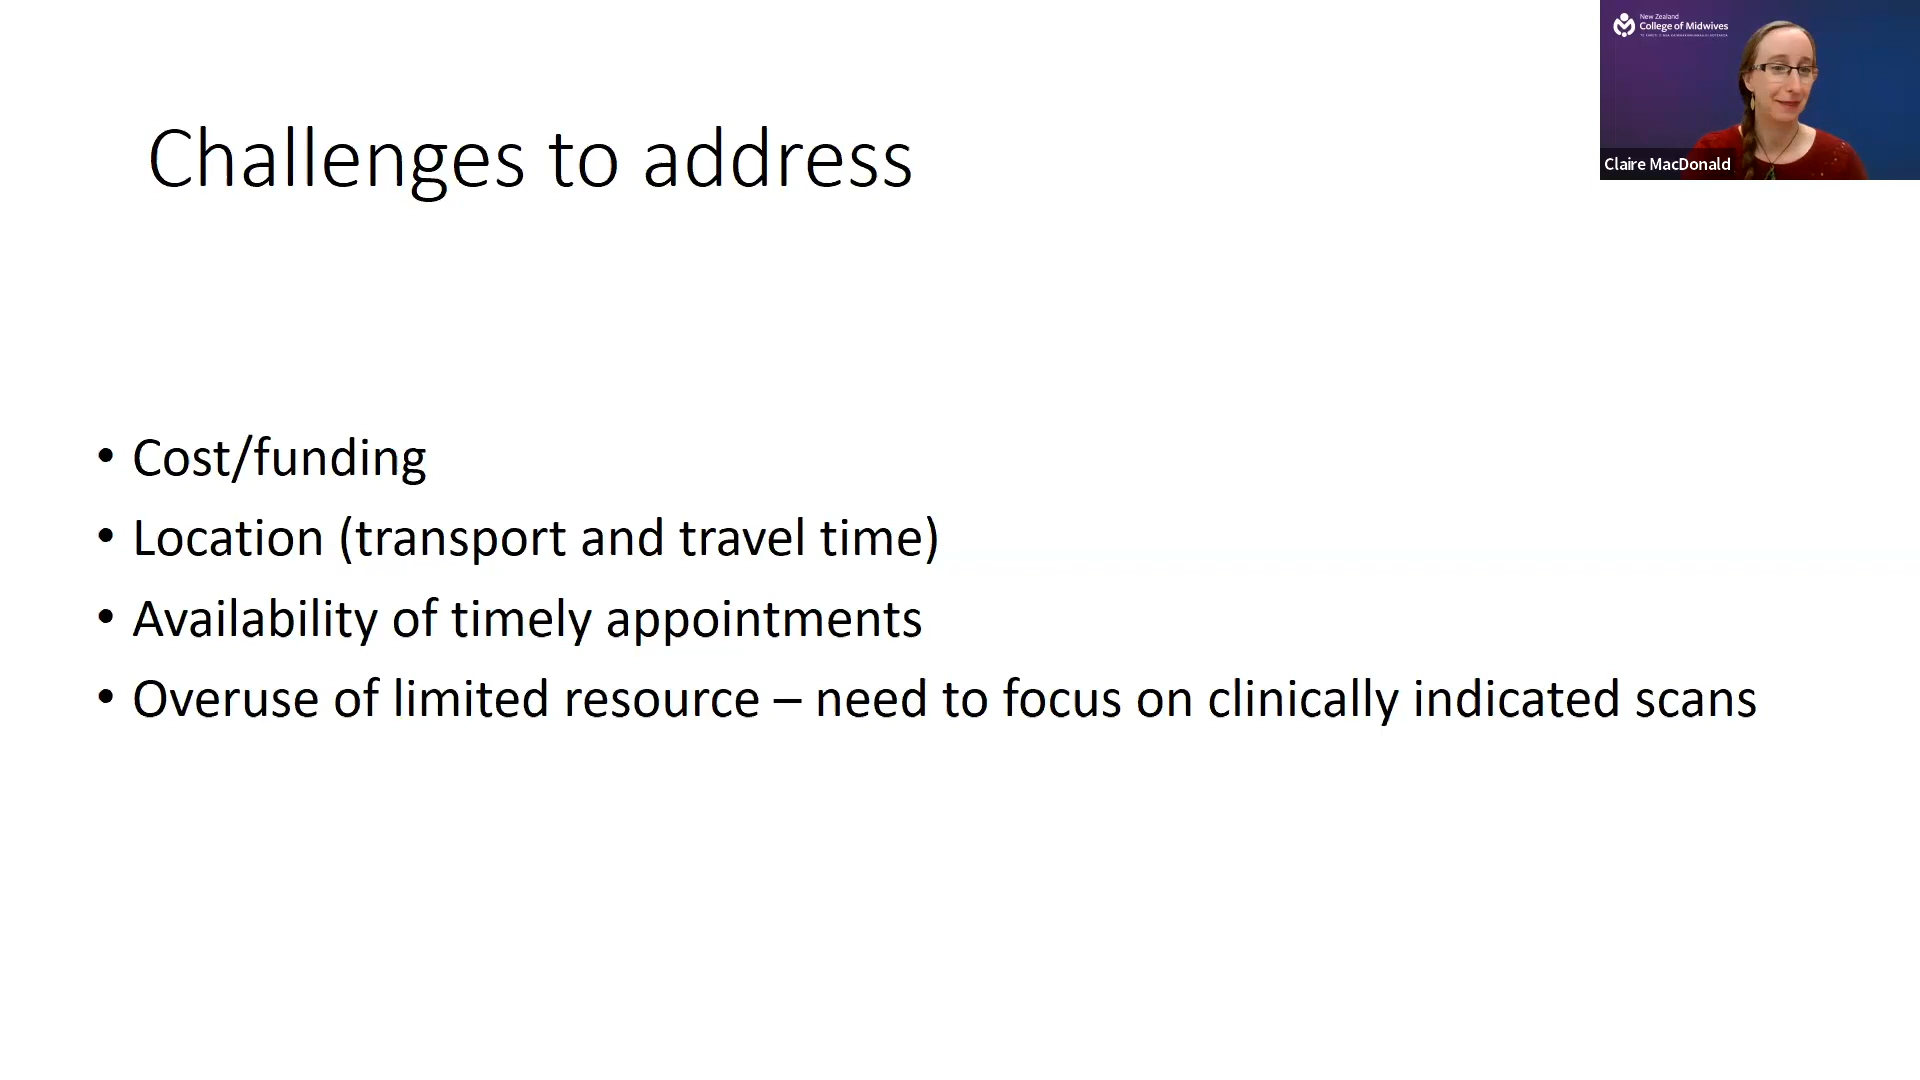 Challenges to address
• Cost/funding
• Location (transport and travel time)
• Availability of timely appointments
• Overuse of limited resource – need to focus on clinically indicated scans
New Zealand
College of Midwives
Claire MacDonald